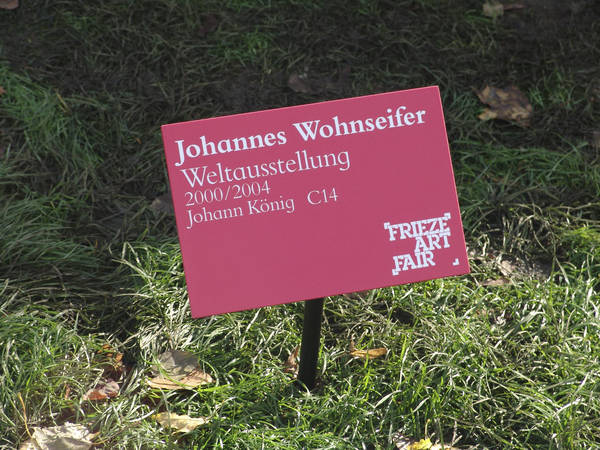 Johannes Wohnseifer
Weltausstellung
2000/2004
Johann König C14
FRIEZE
ART
FAIR